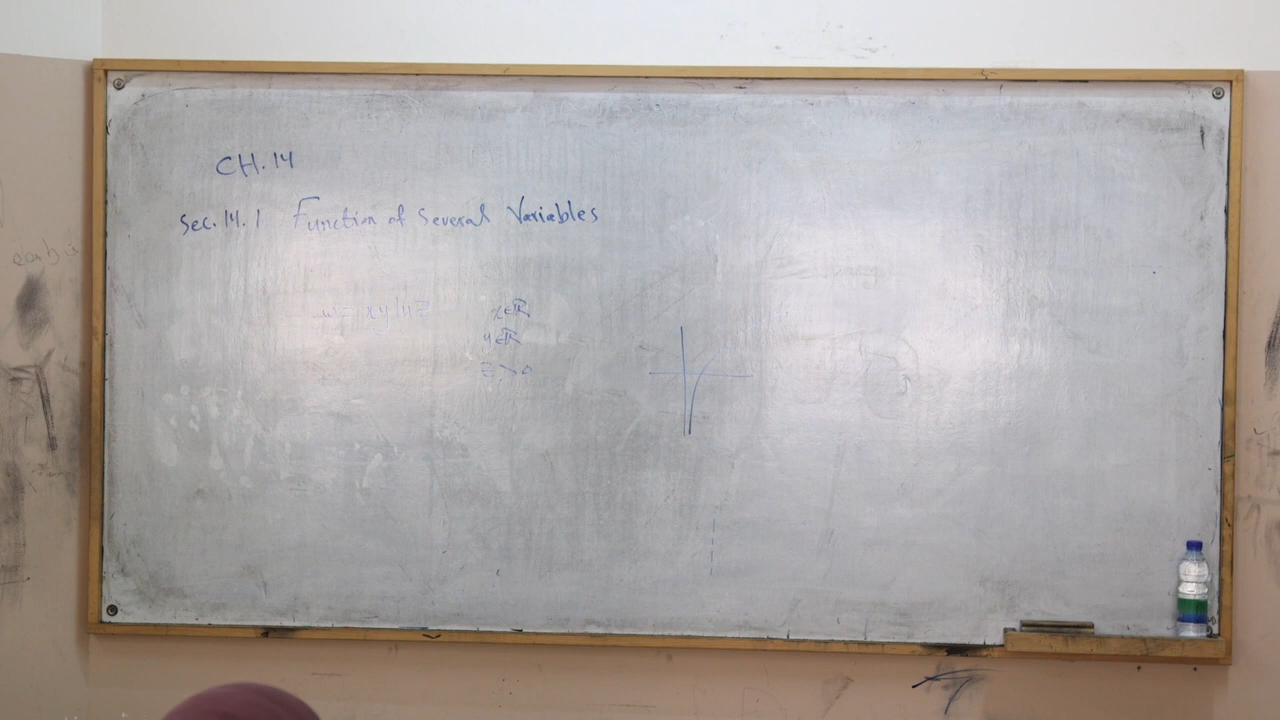 CH.14
Sec. 14.1 Function of Several Variables
w = xy ln z
x∈ℝ
y∈ℝ
z>0